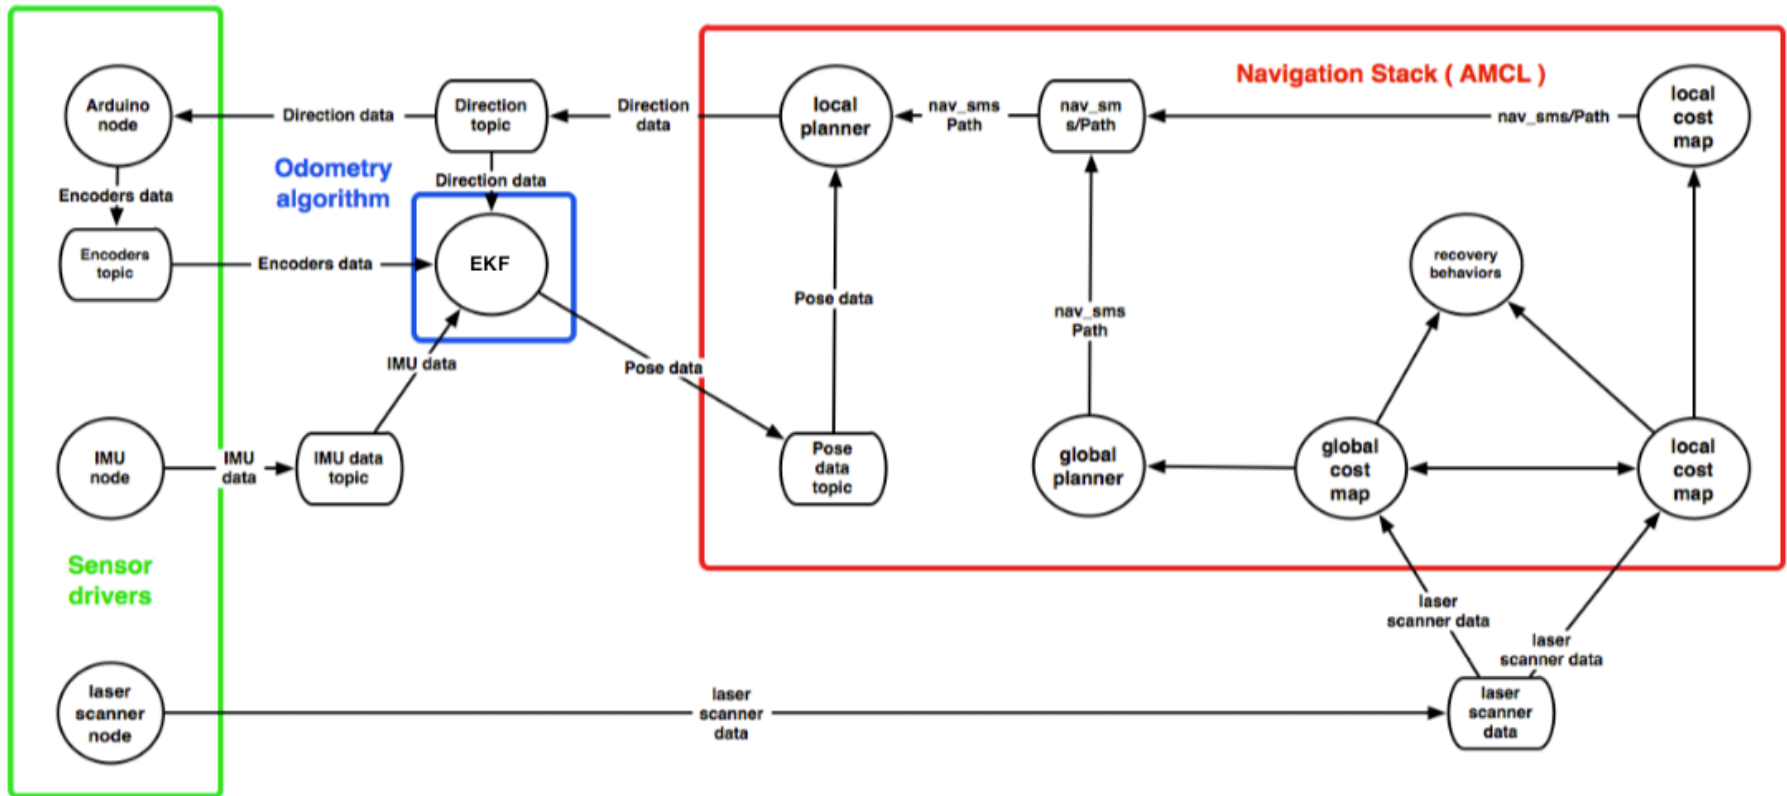 Navigation Stack ( AMCL )
Arduino
node
Direction data
Direction
topic
Direction
data
local
planner
nav_sms
Path
nav_sm
s/Path
nav_sms/Path
local
cost
map
Odometry
algorithm
Direction data
Encoders data
Encoders
topic
Encoders data
EKF
recovery
behaviors
Pose data
nav_sms
Path
IMU data
Pose data
IMU
node
IMU
data
IMU data
topic
Pose
data
topic
global
planner
global
cost
map
local
cost
map
Sensor
drivers
laser
scanner data
laser
scanner data
laser
scanner
node
laser
scanner
data
laser
scanner
data